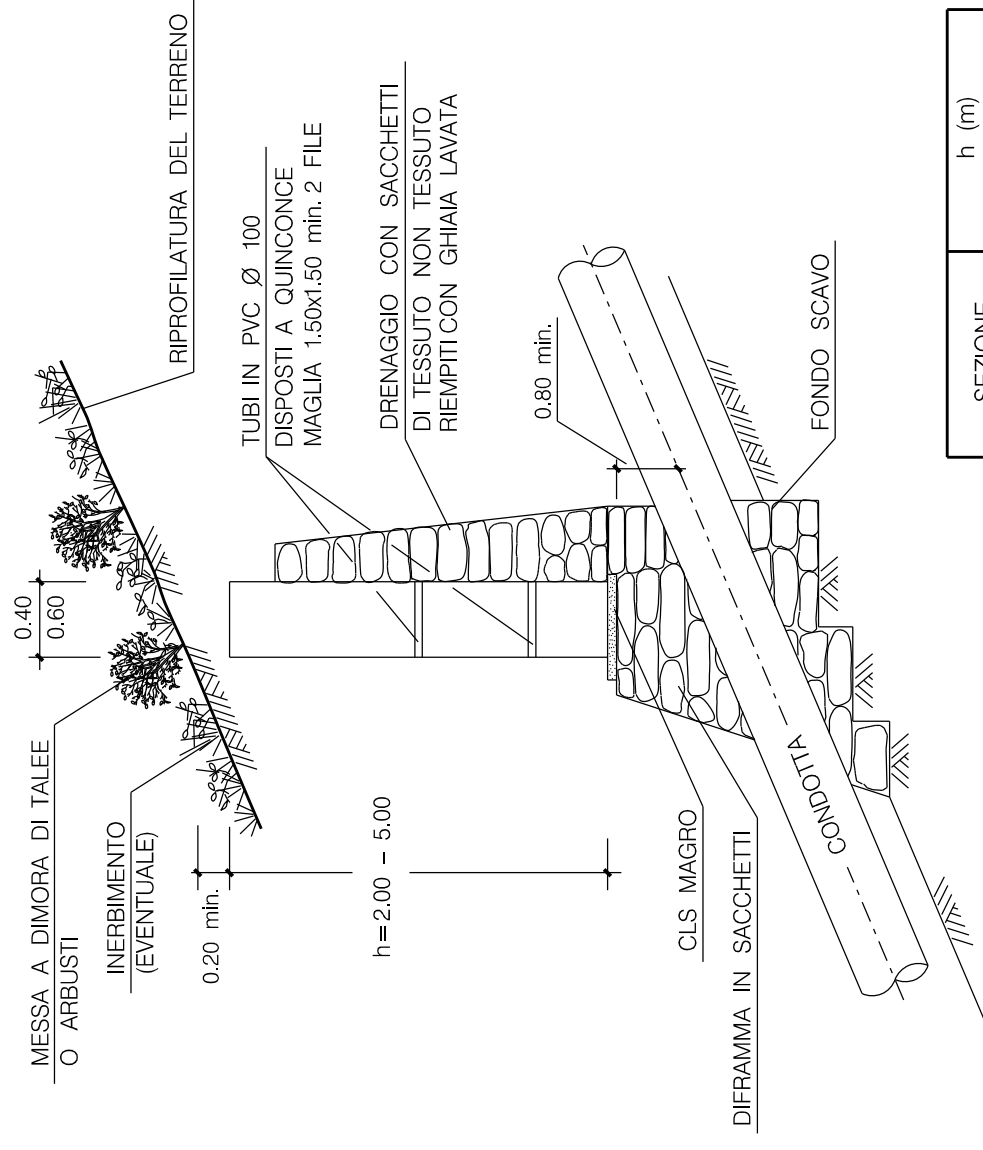 MESSA A DIMORA DI TALEE
O ARBUSTI
INERBIMENTO
(EVENTUALE)
0.20 min.
0.40
0.60
RIPROFILATURA DEL TERRENO
h=2.00 - 5.00
TUBI IN PVC Ø 100
DISPOSTI A QUINCONCE
MAGLIA 1.50x1.50 min. 2 FILE
DRENAGGIO CON SACCHETTI
DI TESSUTO NON TESSUTO
RIEMPITI CON GHIAIA LAVATA
0.80 min.
CLS MAGRO
DIFRAMMA IN SACCHETTI
CONDOTTA
FONDO SCAVO
SEZIONE
h (m)